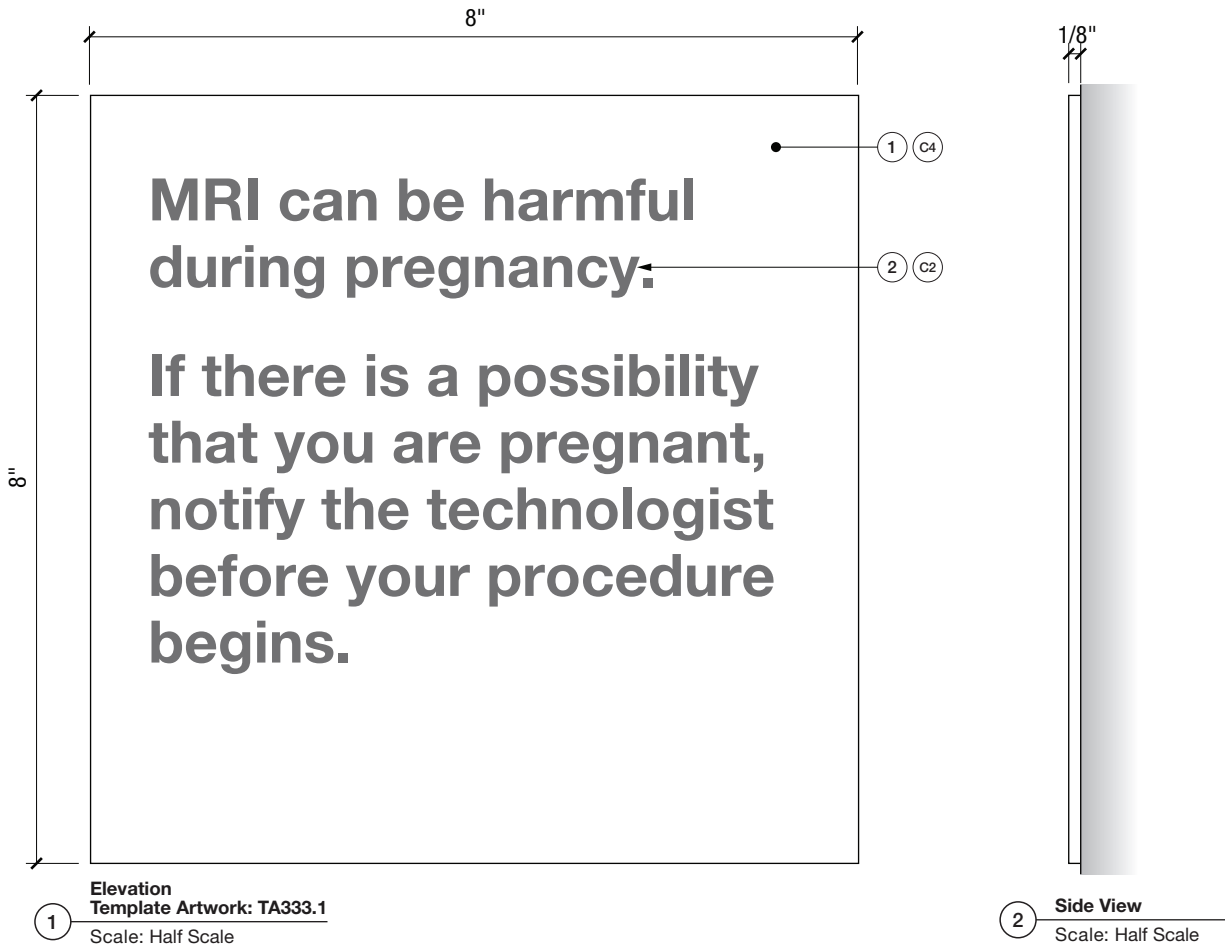 8"
1/8"
1 C4
MRI can be harmful
during pregnancy.
2 C2
If there is a possibility
that you are pregnant,
notify the technologist
before your procedure
begins.
8"
Elevation
Template Artwork: TA333.1
1
Scale: Half Scale
Side View
2
Scale: Half Scale